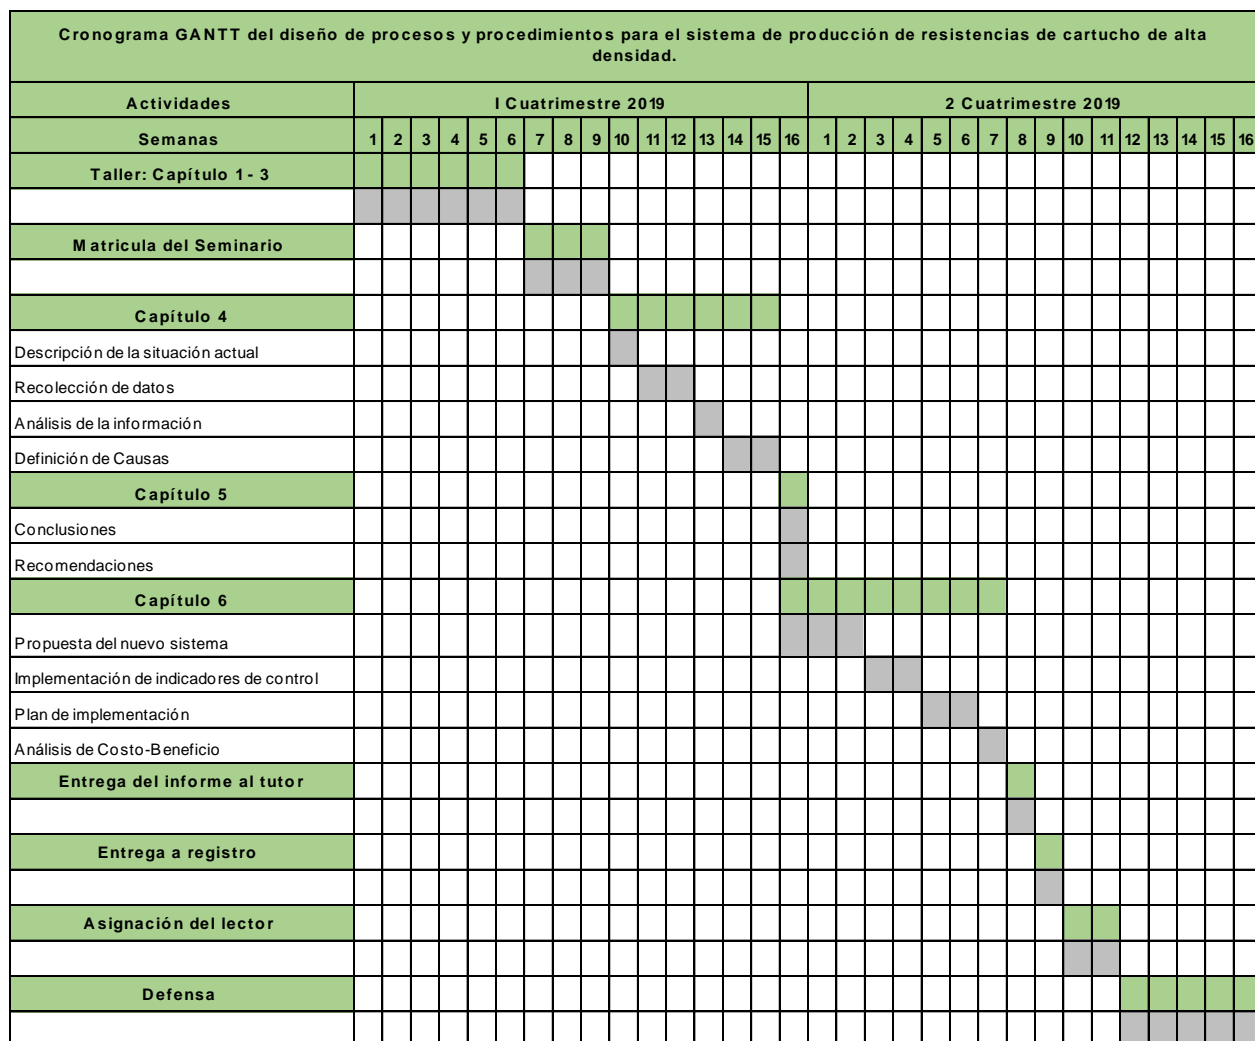 Cronograma GANTT del diseño de procesos y procedimientos para el sistema de producción de resistencias de cartucho de alta
densidad.
Actividades I Cuatrimestre 2019 2 Cuatrimestre 2019
Semanas 1 2 3 4 5 6 7 8 9 10 11 12 13 14 15 16 1 2 3 4 5 6 7 8 9 10 11 12 13 14 15 16
Taller: Capítulo 1 - 3
Matricula del Seminario
Capítulo 4
Descripción de la situación actual
Recolección de datos
Análisis de la información
Definición de Causas
Capítulo 5
Conclusiones
Recomendaciones
Capítulo 6
Propuesta del nuevo sistema
Implementación de indicadores de control
Plan de implementación
Análisis de Costo-Beneficio
Entrega del informe al tutor
Entrega a registro
Asignación del lector
Defensa